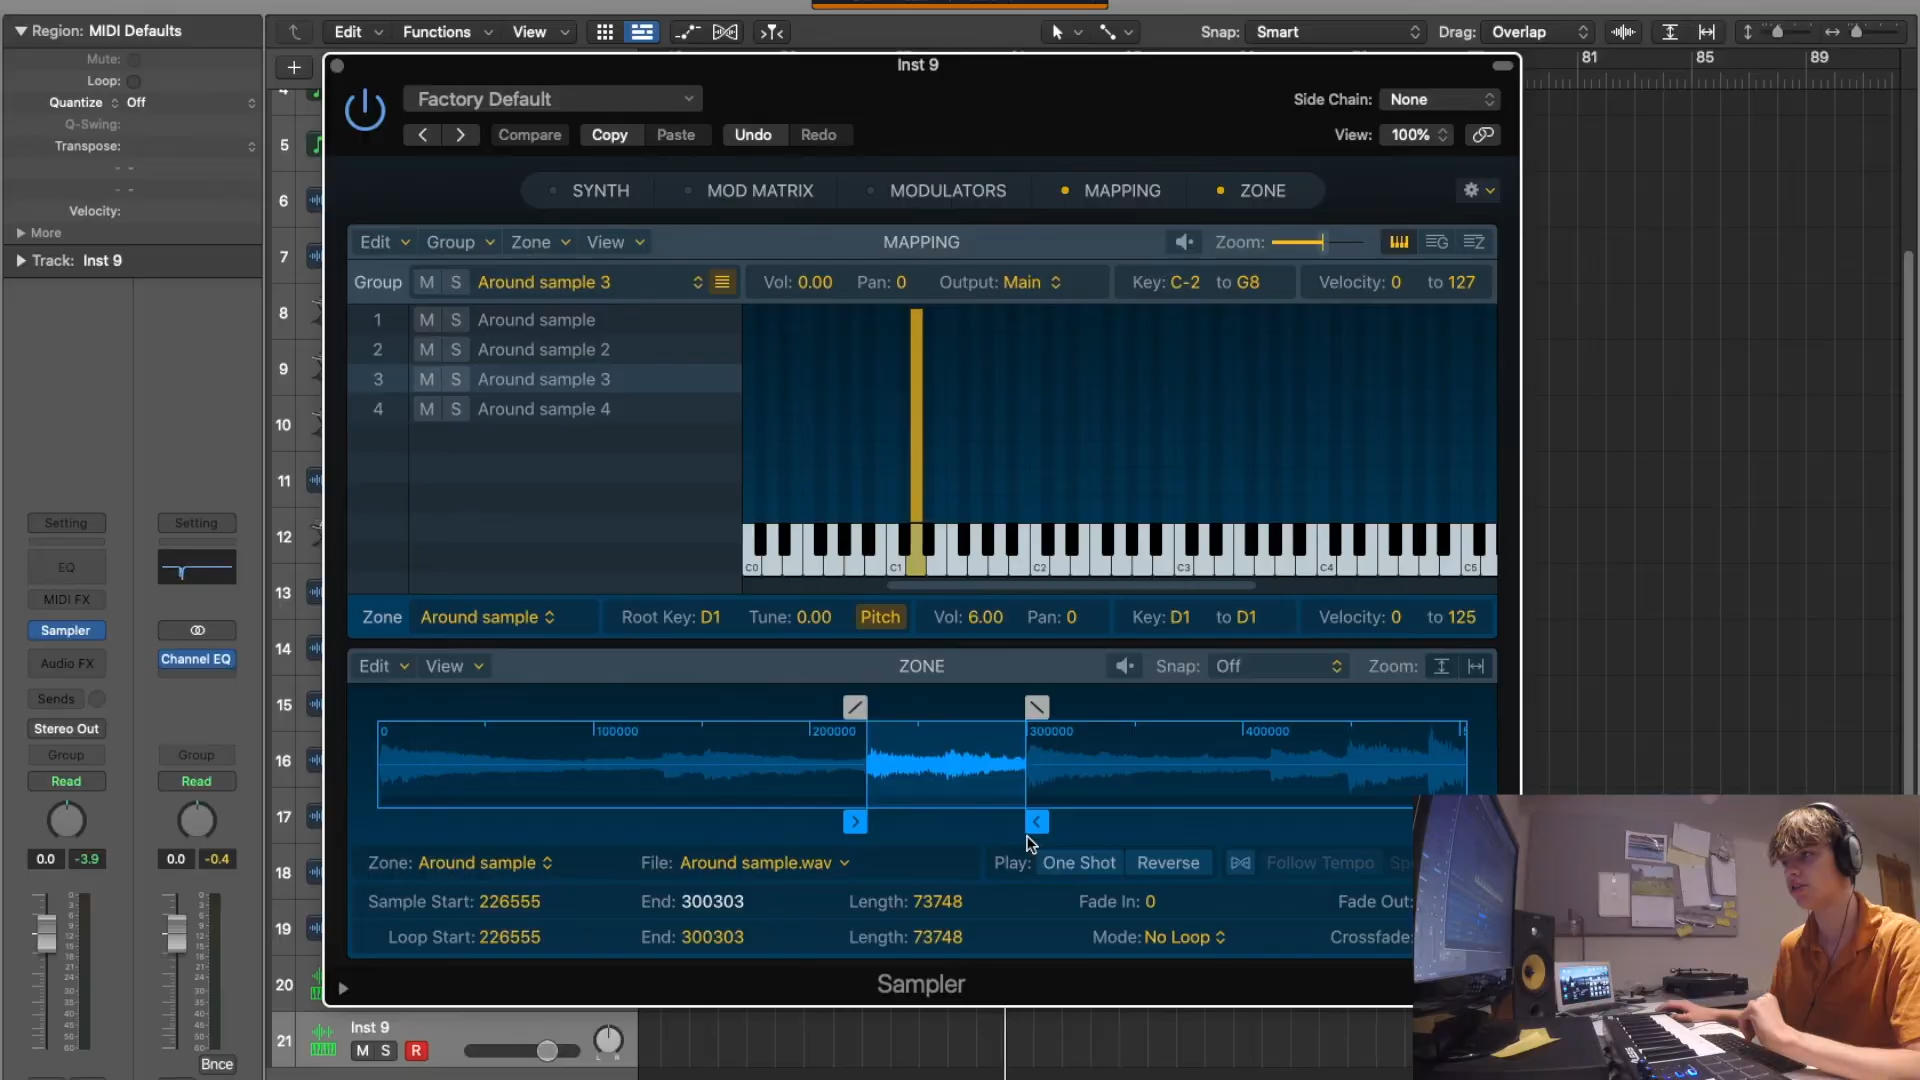 Region: MIDI Defaults
Mute:
Loop:
Quantize Off
Q-Swing:
Transpose:
- -
- -
Velocity:
More
Track: Inst 9
Setting Setting
EQ
MIDI FX
Sampler
Audio FX Channel EQ
Sends
Stereo Out
Group Group
Read Read
0.0 -3.9 0.0 -0.4
Bnce
Edit Functions View
Snap: Smart Drag: Overlap
81 85 89
4
5
6
7
8
9
10
11
12
13
14
15
16
17
18
19
20
21
Inst 9
Factory Default
Side Chain: None
Compare Copy Paste Undo Redo
View: 100%
SYNTH MOD MATRIX MODULATORS MAPPING ZONE
Edit Group Zone View MAPPING Zoom:
Group M S Around sample 3 Vol: 0.00 Pan: 0 Output: Main Key: C-2 to G8 Velocity: 0 to 127
1 M S Around sample
2 M S Around sample 2
3 M S Around sample 3
4 M S Around sample 4
C0 C1 C2 C3 C4 C5
Zone Around sample Root Key: D1 Tune: 0.00 Pitch Vol: 6.00 Pan: 0 Key: D1 to D1 Velocity: 0 to 125
Edit View ZONE Snap: Off Zoom:
0 100000 200000 300000 400000
Zone: Around sample File: Around sample.wav Play: One Shot Reverse Follow Tempo
Sample Start: 226555 End: 300303 Length: 73748 Fade In: 0 Fade Out:
Loop Start: 226555 End: 300303 Length: 73748 Mode: No Loop Crossfade:
Sampler
Inst 9
M S R
L R